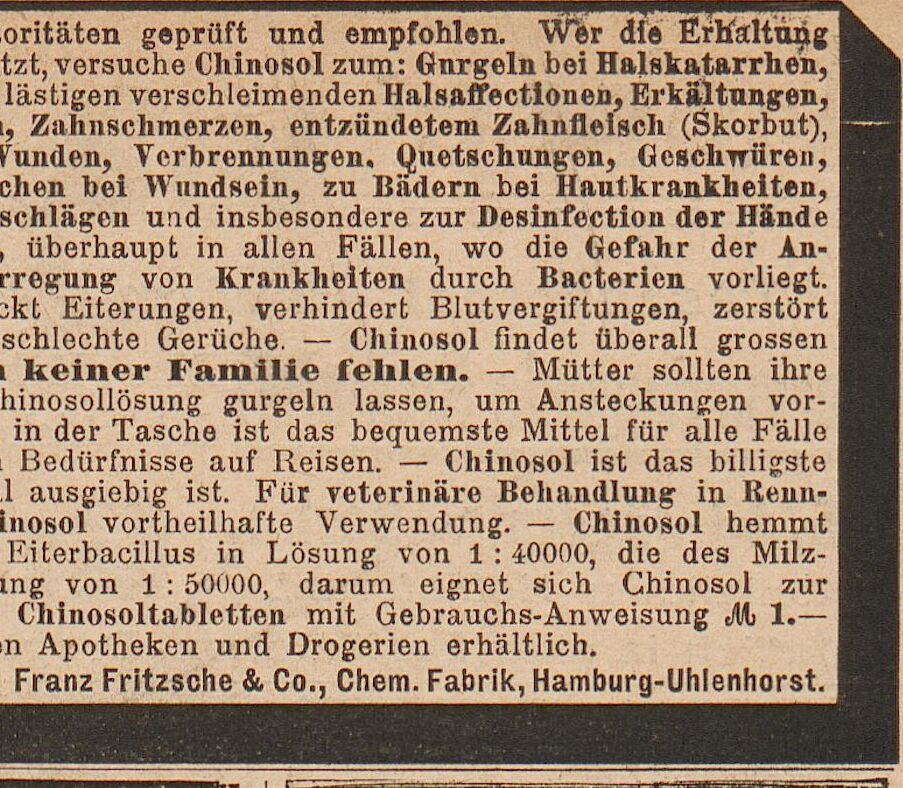 oritäten geprüft und empfohlen. Wer die Erhaltung
tzt, versuche Chinosol zum: Gurgeln bei Halskatarrhen,
lästigen verschleimenden Halsaffectionen, Erkältungen,
, Zahnschmerzen, entzündetem Zahnfleisch (Skorbut),
Wunden, Verbrennungen. Quetschungen, Geschwüren,
chen bei Wundsein, zu Bädern bei Hautkrankheiten,
schlägen und insbesondere zur Desinfection der Hände
, überhaupt in allen Fällen, wo die Gefahr der An-
rregung von Krankheiten durch Bacterien vorliegt.
ckt Eiterungen, verhindert Blutvergiftungen, zerstört
schlechte Gerüche. — Chinosol findet überall grossen
keiner Familie fehlen. — Mütter sollten ihre
hinosollösung gurgeln lassen, um Ansteckungen vor-
in der Tasche ist das bequemste Mittel für alle Fälle
Bedürfnisse auf Reisen. — Chinosol ist das billigste
l ausgiebig ist. Für veterinäre Behandlung in Renn-
inosol vortheilhafte Verwendung. — Chinosol hemmt
Eiterbacillus in Lösung von 1 : 40000, die des Milz-
ung von 1 : 50000, darum eignet sich Chinosol zur
Chinosoltabletten mit Gebrauchs-Anweisung ℳ 1.—
en Apotheken und Drogerien erhältlich.
Franz Fritzsche & Co., Chem. Fabrik, Hamburg-Uhlenhorst.